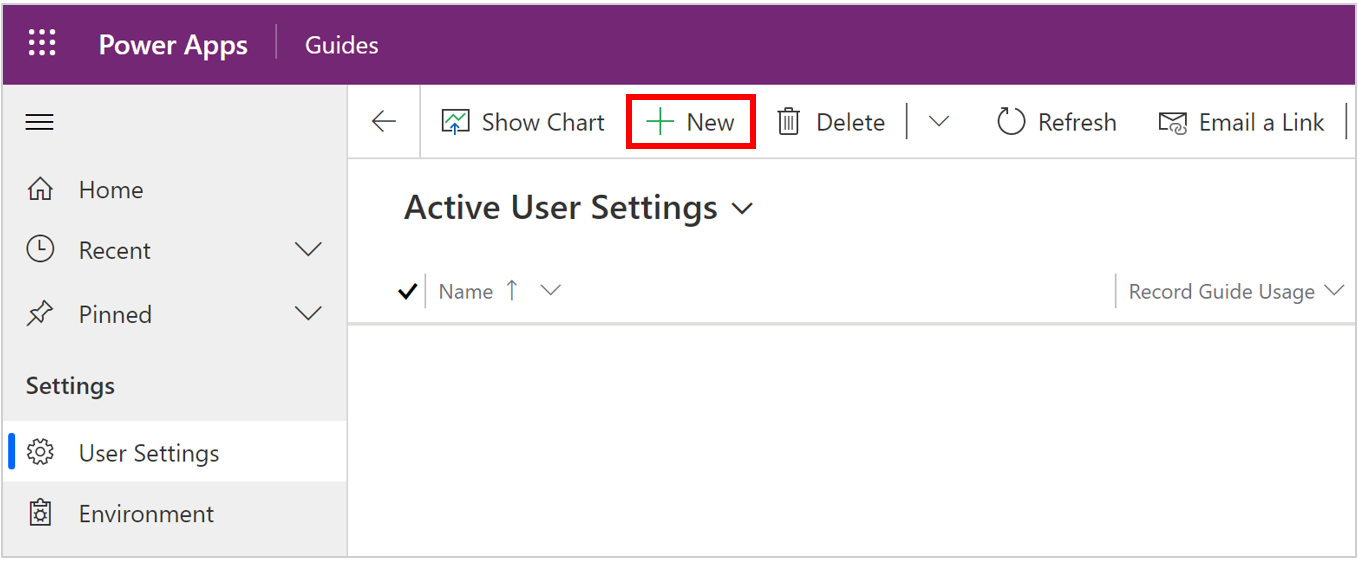 Power Apps Guides
Show Chart New Delete Refresh Email a Link
Home
Recent
Pinned
Settings
User Settings
Environment
Active User Settings
Name Record Guide Usage